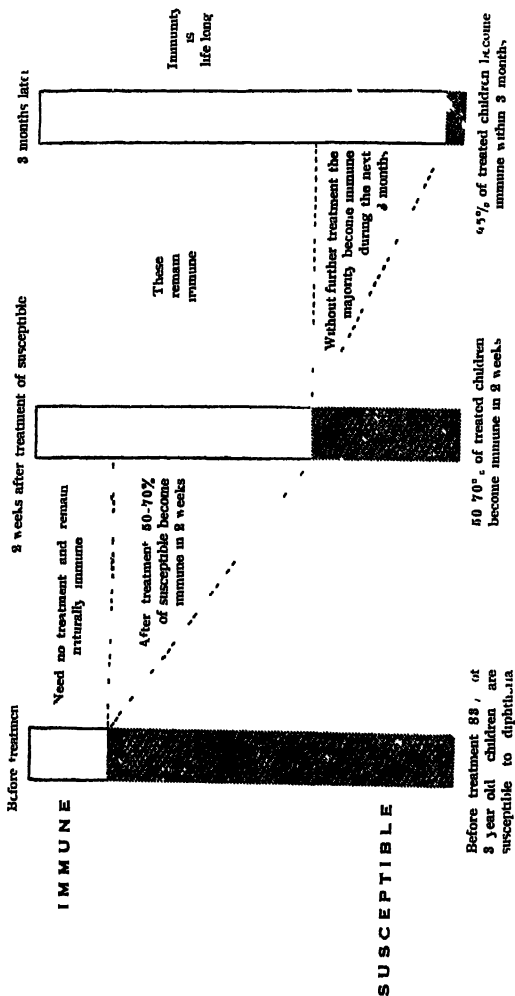 Before treatmen
2 weeks after treatment of susceptible
3 months later
IMMUNE
Need no treatment and remain
naturally immune
These
remain
immune
Immunity
is
life long
After treatment 50-70%
of susceptible become
immune in 2 weeks
Without further treatment the
majority become immune
during the next
months
SUSCEPTIBLE
Before treatment 88 of
3 year old children are
susceptible to diphtheria
50 70% of treated children
become immune in 2 weeks
95% of treated children become
immune within 3 months